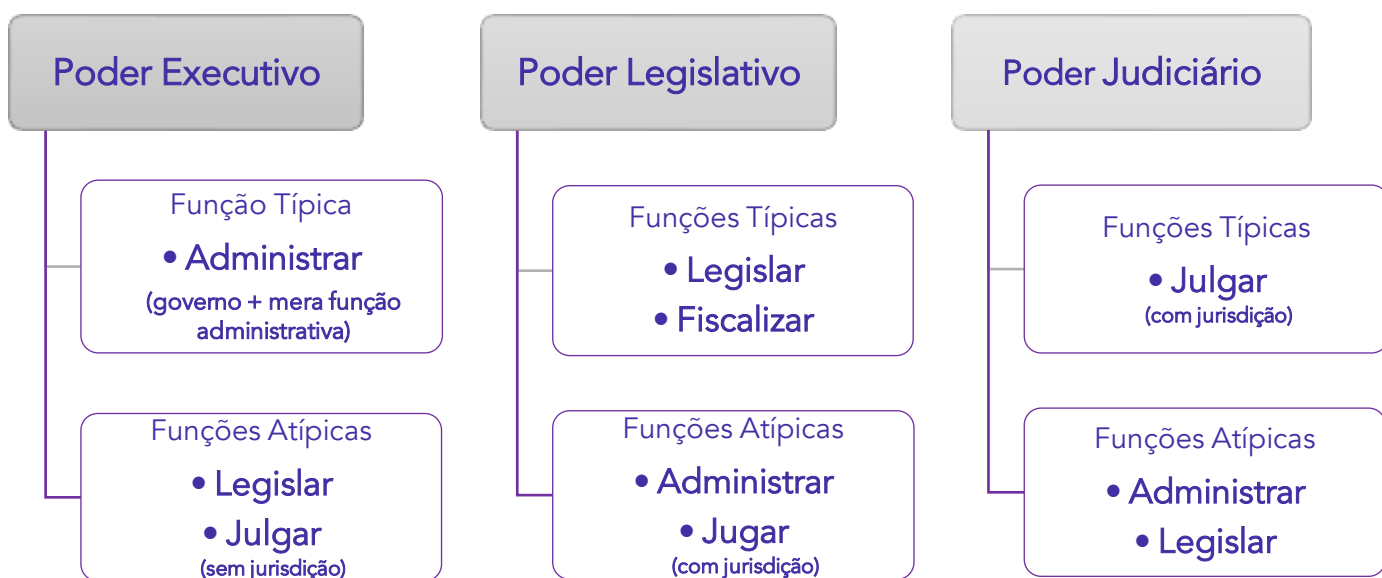 Poder Executivo
Função Típica
• Administrar
(governo + mera função
administrativa)
Funções Atípicas
• Legislar
• Julgar
(sem jurisdição)
Poder Legislativo
Funções Típicas
• Legislar
• Fiscalizar
Funções Atípicas
• Administrar
• Jugar
(com jurisdição)
Poder Judiciário
Funções Típicas
• Julgar
(com jurisdição)
Funções Atípicas
• Administrar
• Legislar